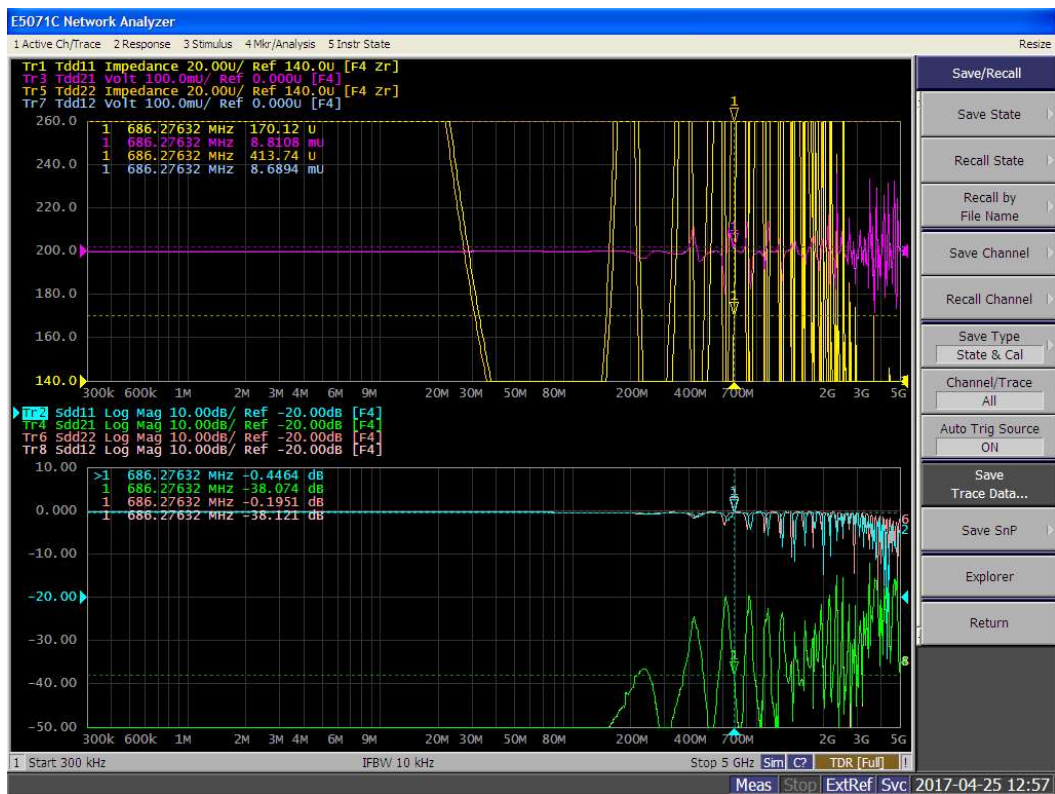 E5071C Network Analyzer
1 Active Ch/Trace 2 Response 3 Stimulus 4 Mkr/Analysis 5 Instr State Resize
Tr1 Tdd11 Impedance 20.00U/ Ref 140.0U [F4 Zr]
Tr3 Tdd21 Volt 100.0mU/ Ref 0.000U [F4]
Tr5 Tdd22 Impedance 20.00U/ Ref 140.0U [F4 Zr]
Tr7 Tdd12 Volt 100.0mU/ Ref 0.000U [F4]
1
260.0
1 686.27632 MHz 170.12 U
1 686.27632 MHz 8.8108 mU
1 686.27632 MHz 413.74 U
1 686.27632 MHz 8.6894 mU
240.0
220.0
200.0
180.0
1
160.0
140.0
300k 600k 1M 2M 3M 4M 6M 9M 20M 30M 50M 80M 200M 400M 700M 2G 3G 5G
Tr2 Sdd11 Log Mag 10.00dB/ Ref -20.00dB [F4]
Tr4 Sdd21 Log Mag 10.00dB/ Ref -20.00dB [F4]
Tr6 Sdd22 Log Mag 10.00dB/ Ref -20.00dB [F4]
Tr8 Sdd12 Log Mag 10.00dB/ Ref -20.00dB [F4]
10.00
>1 686.27632 MHz -0.4464 dB
1 686.27632 MHz -38.074 dB
1 686.27632 MHz -0.1951 dB
1 686.27632 MHz -38.121 dB
0.000
6
2
-10.00
-20.00
-30.00
1
8
-40.00
-50.00
300k 600k 1M 2M 3M 4M 6M 9M 20M 30M 50M 80M 200M 400M 700M 2G 3G 5G
1 Start 300 kHz IFBW 10 kHz Stop 5 GHz Sim C? TDR [Full] !
Meas Stop ExtRef Svc 2017-04-25 12:57
Save/Recall
Save State
Recall State
Recall by
File Name
Save Channel
Recall Channel
Save Type
State & Cal
Channel/Trace
All
Auto Trig Source
ON
Save
Trace Data...
Save SnP
Explorer
Return